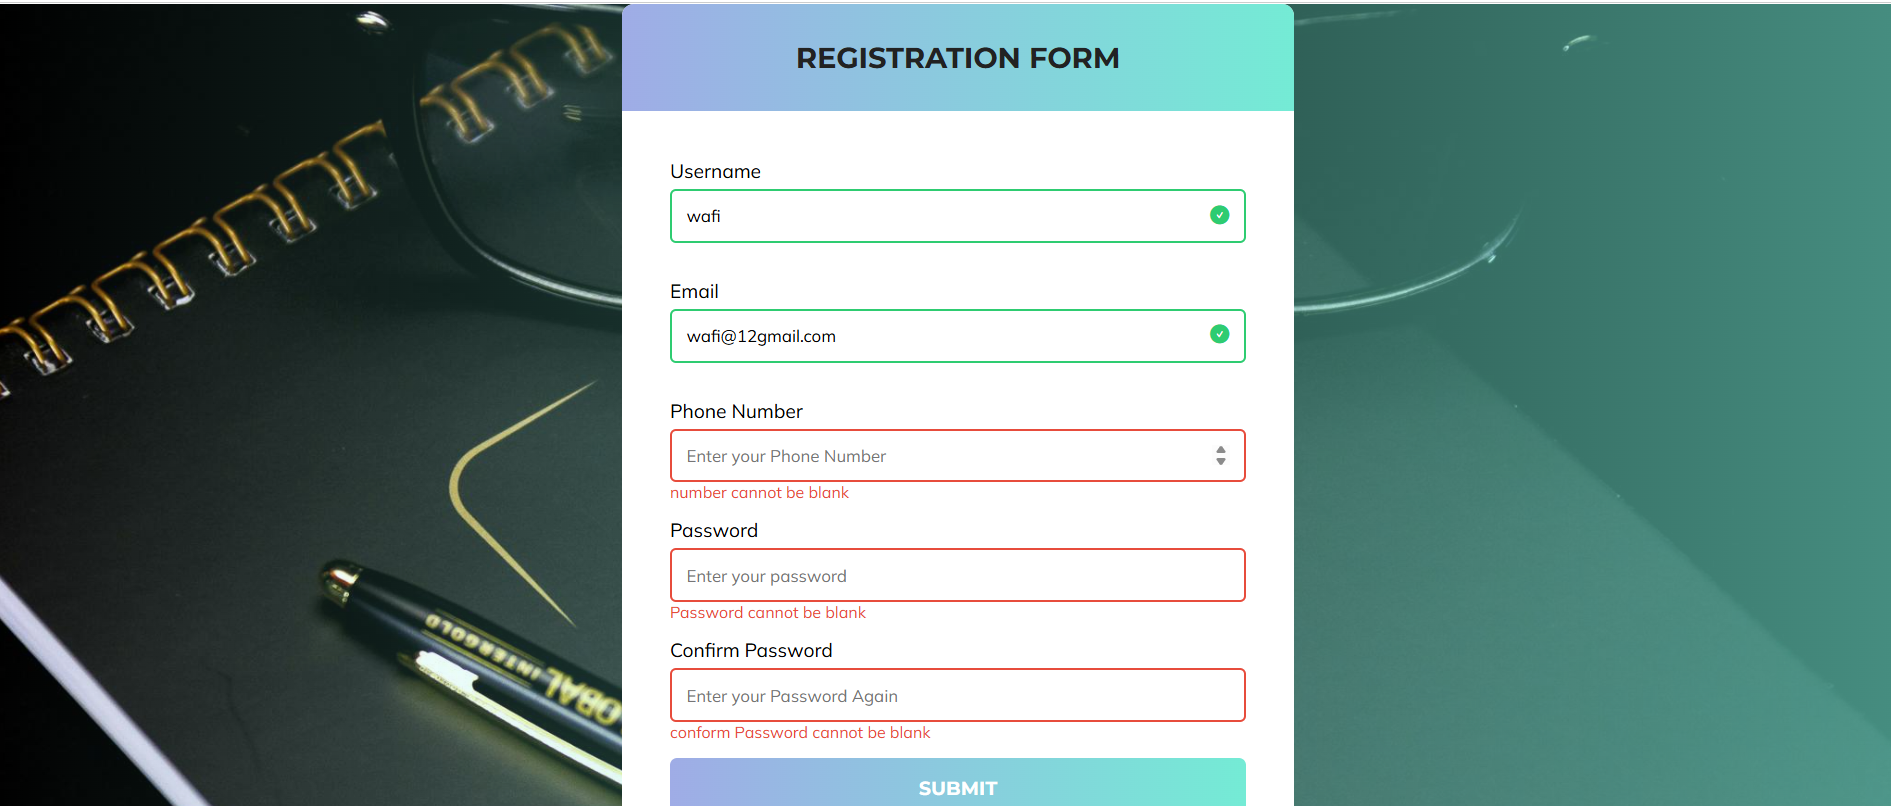 REGISTRATION FORM
Username
wafi
Email
wafi@12gmail.com
Phone Number
Enter your Phone Number
number cannot be blank
Password
Enter your password
Password cannot be blank
Confirm Password
Enter your Password Again
conform Password cannot be blank
SUBMIT
OBAL INTERGOLD